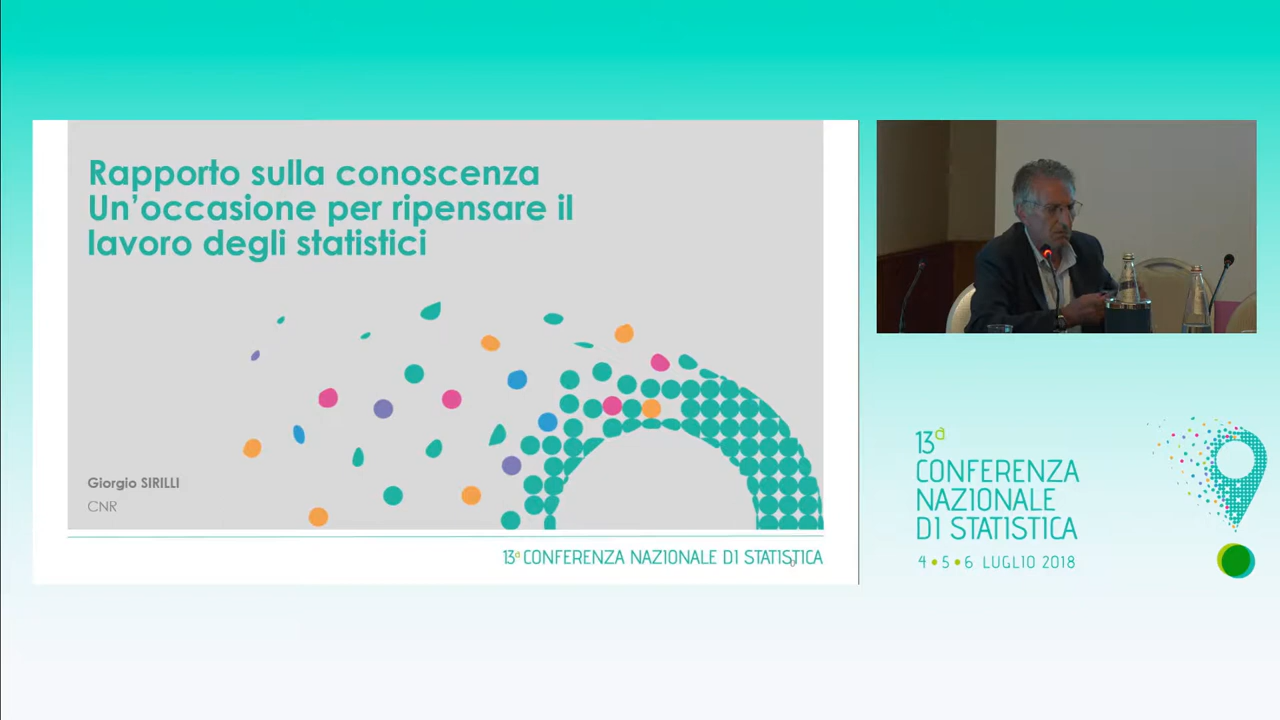 Rapporto sulla conoscenza
Un'occasione per ripensare il
lavoro degli statistici
Giorgio SIRILLI
CNR
13ª CONFERENZA NAZIONALE DI STATISTICA
13ª
CONFERENZA
NAZIONALE
DI STATISTICA
4•5•6 LUGLIO 2018